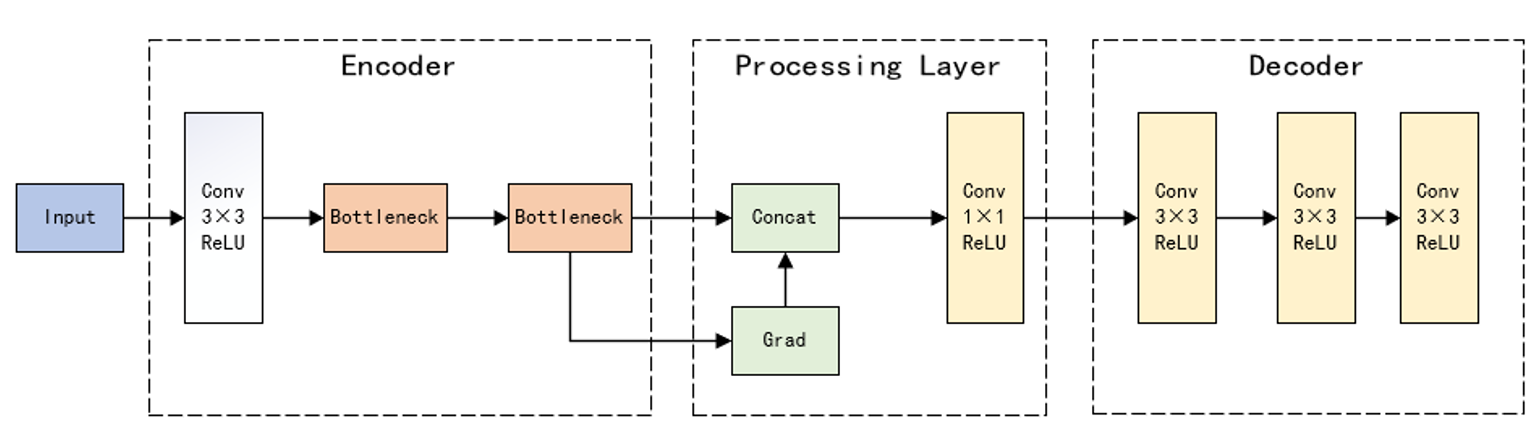 Encoder
Processing Layer
Decoder
Input
Conv
3×3
ReLU
Bottleneck
Bottleneck
Concat
Grad
Conv
1×1
ReLU
Conv
3×3
ReLU
Conv
3×3
ReLU
Conv
3×3
ReLU